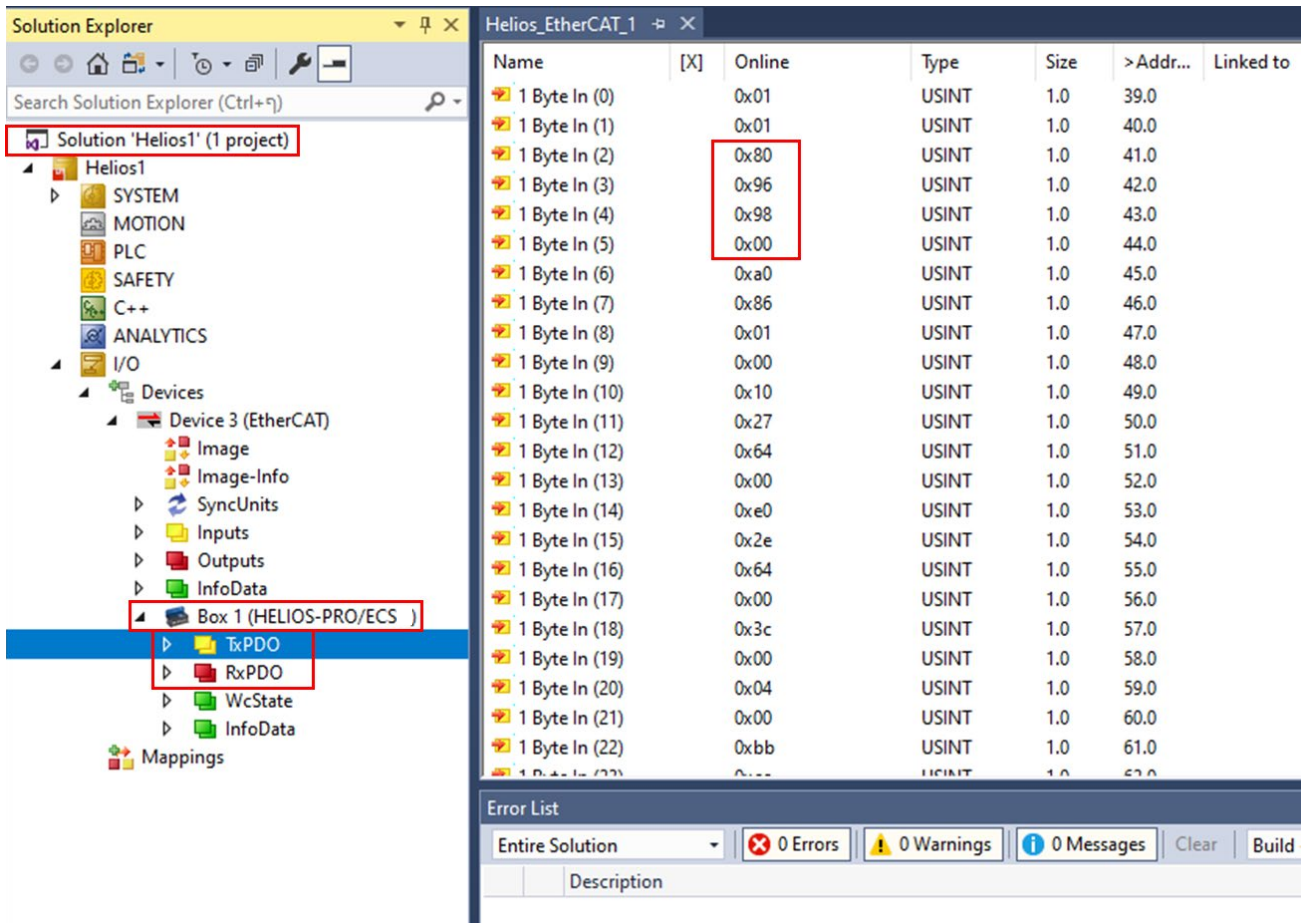 Solution Explorer
Search Solution Explorer (Ctrl+ך)
Solution 'Helios1' (1 project)
Helios1
SYSTEM
MOTION
PLC
SAFETY
C++
ANALYTICS
I/O
Devices
Device 3 (EtherCAT)
Image
Image-Info
SyncUnits
Inputs
Outputs
InfoData
Box 1 (HELIOS-PRO/ECS )
TxPDO
RxPDO
WcState
InfoData
Mappings
Helios_EtherCAT_1
Name [X] Online Type Size >Addr... Linked to
1 Byte In (0) 0x01 USINT 1.0 39.0
1 Byte In (1) 0x01 USINT 1.0 40.0
1 Byte In (2) 0x80 USINT 1.0 41.0
1 Byte In (3) 0x96 USINT 1.0 42.0
1 Byte In (4) 0x98 USINT 1.0 43.0
1 Byte In (5) 0x00 USINT 1.0 44.0
1 Byte In (6) 0xa0 USINT 1.0 45.0
1 Byte In (7) 0x86 USINT 1.0 46.0
1 Byte In (8) 0x01 USINT 1.0 47.0
1 Byte In (9) 0x00 USINT 1.0 48.0
1 Byte In (10) 0x10 USINT 1.0 49.0
1 Byte In (11) 0x27 USINT 1.0 50.0
1 Byte In (12) 0x64 USINT 1.0 51.0
1 Byte In (13) 0x00 USINT 1.0 52.0
1 Byte In (14) 0xe0 USINT 1.0 53.0
1 Byte In (15) 0x2e USINT 1.0 54.0
1 Byte In (16) 0x64 USINT 1.0 55.0
1 Byte In (17) 0x00 USINT 1.0 56.0
1 Byte In (18) 0x3c USINT 1.0 57.0
1 Byte In (19) 0x00 USINT 1.0 58.0
1 Byte In (20) 0x04 USINT 1.0 59.0
1 Byte In (21) 0x00 USINT 1.0 60.0
1 Byte In (22) 0xbb USINT 1.0 61.0
Error List
Entire Solution 0 Errors 0 Warnings 0 Messages Clear Build
Description